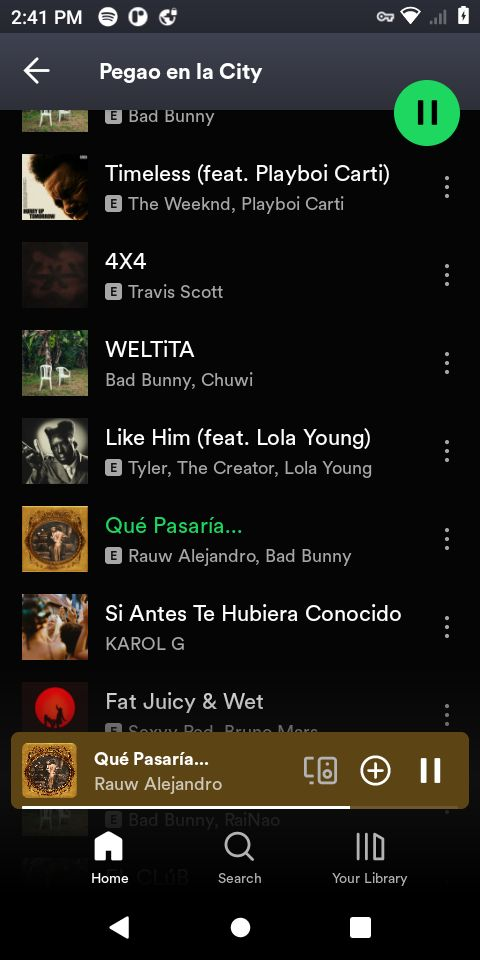 2:41 PM
Pegao en la City
E Bad Bunny
Timeless (feat. Playboi Carti)
E The Weeknd, Playboi Carti
4X4
E Travis Scott
WELTiTA
Bad Bunny, Chuwi
Like Him (feat. Lola Young)
E Tyler, The Creator, Lola Young
Qué Pasaría...
E Rauw Alejandro, Bad Bunny
Si Antes Te Hubiera Conocido
KAROL G
Fat Juicy & Wet
E Sexyy Red, Bruno Mars
Qué Pasaría...
Rauw Alejandro
E Bad Bunny, RaiNao
EL CLúB
Home
Search
Your Library